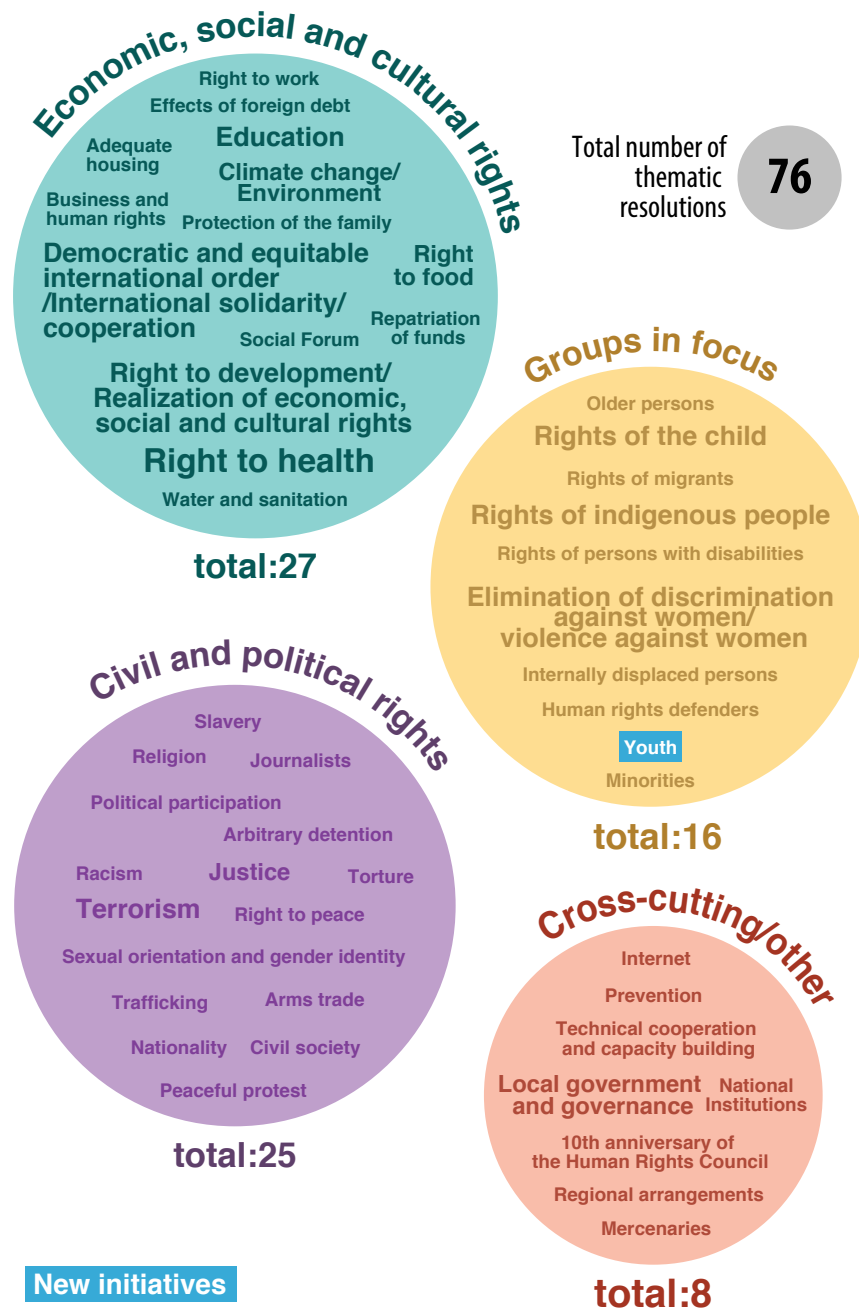 Economic, social and cultural rights
Right to work
Effects of foreign debt
Education
Adequate
housing
Climate change/
Environment
Business and
human rights
Protection of the family
Democratic and equitable
international order
/International solidarity/
cooperation
Right
to food
Social Forum
Repatriation
of funds
Right to development/
Realization of economic,
social and cultural rights
Right to health
Water and sanitation
total:27
Total number of
thematic
resolutions
76
Groups in focus
Older persons
Rights of the child
Rights of migrants
Rights of indigenous people
Rights of persons with disabilities
Elimination of discrimination
against women/
violence against women
Internally displaced persons
Human rights defenders
Youth
Minorities
total:16
Civil and political rights
Slavery
Religion
Journalists
Political participation
Arbitrary detention
Racism
Justice
Torture
Terrorism
Right to peace
Sexual orientation and gender identity
Trafficking
Arms trade
Nationality
Civil society
Peaceful protest
total:25
Cross-cutting/other
Internet
Prevention
Technical cooperation
and capacity building
Local government
and governance
National
Institutions
10th anniversary of
the Human Rights Council
Regional arrangements
Mercenaries
total:8
New initiatives